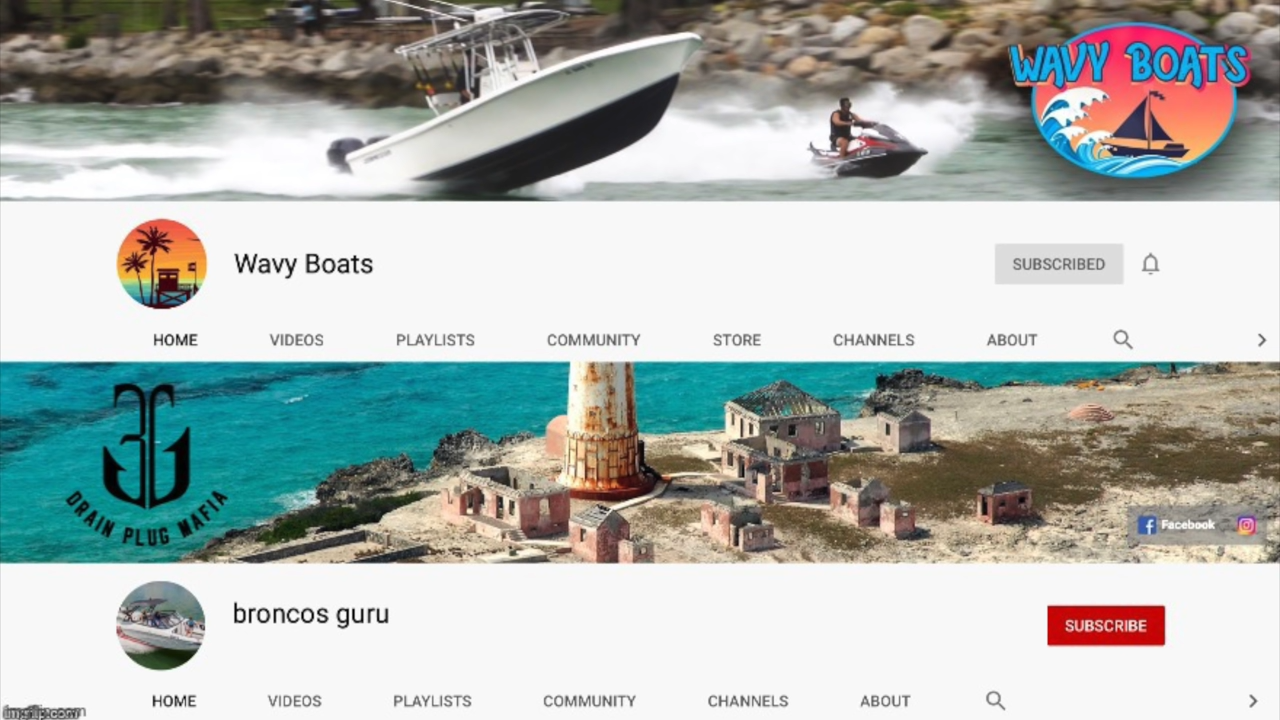 WAVY BOATS
Wavy Boats
SUBSCRIBED
HOME VIDEOS PLAYLISTS COMMUNITY STORE CHANNELS ABOUT
3G
DRAIN PLUG MAFIA
Facebook
broncos guru
SUBSCRIBE
HOME VIDEOS PLAYLISTS COMMUNITY CHANNELS ABOUT
imgflip.com